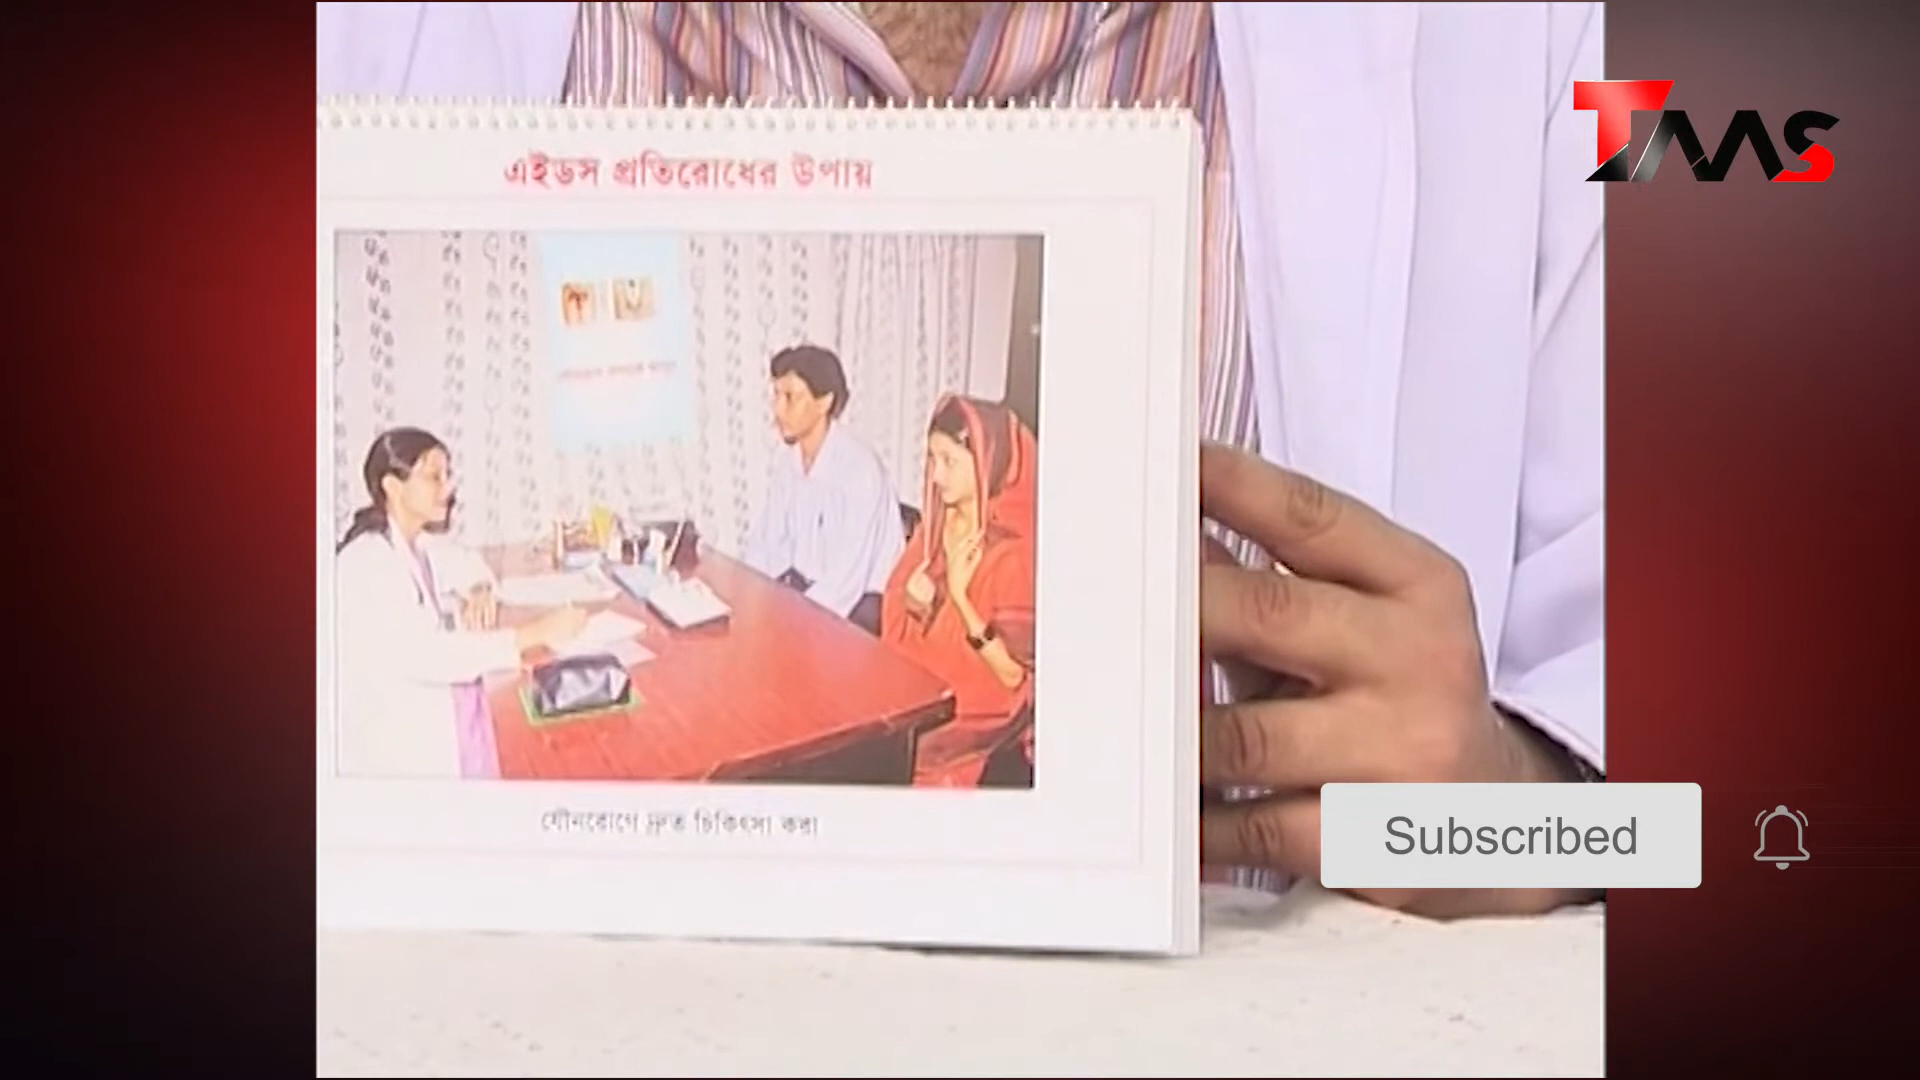 এইডস প্রতিরোধের উপায়
TMS
যৌনরোগে দ্রুত চিকিৎসা করা
Subscribed